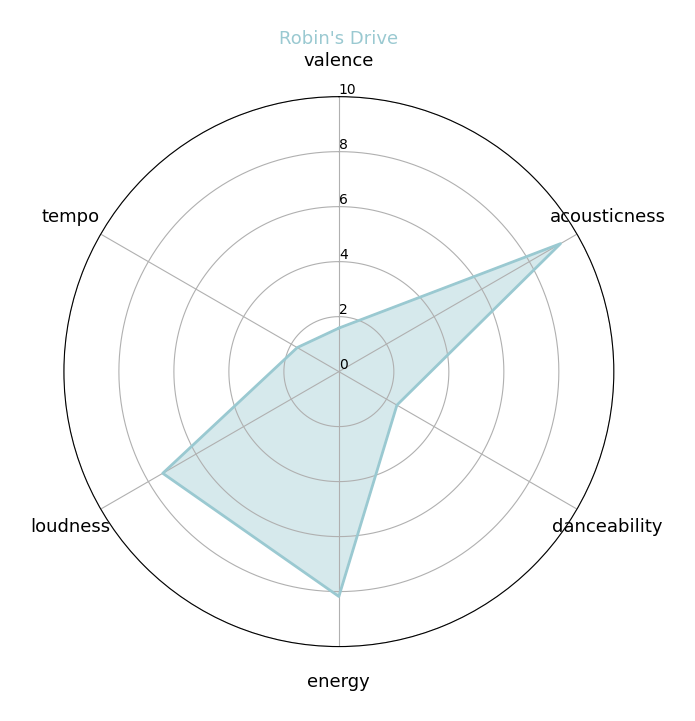 Robin's Drive
valence
10
8
6
4
2
0
tempo
acousticness
loudness
danceability
energy